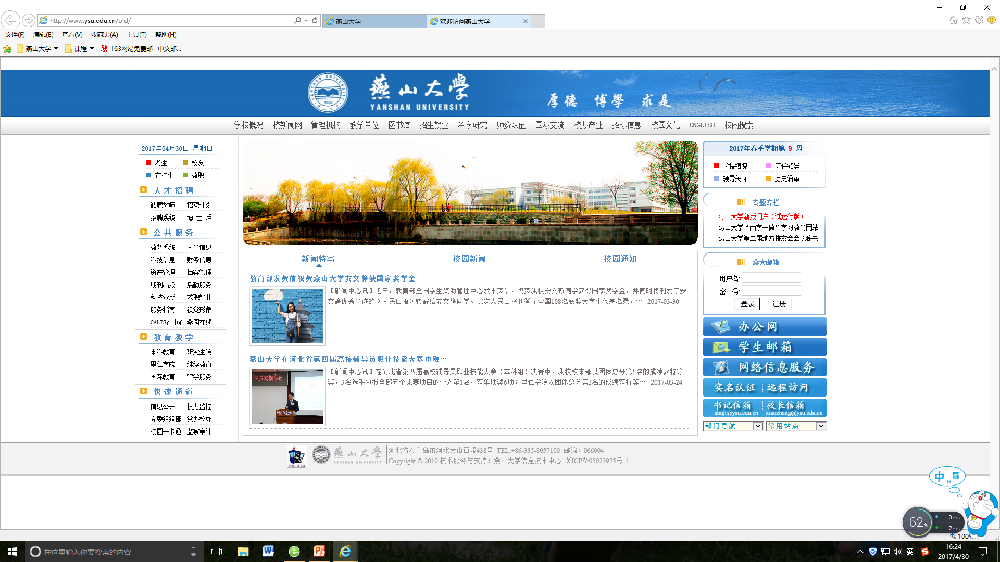 http://www.ysu.edu.cn/old/
燕山大学
欢迎访问燕山大学
文件(F) 编辑(E) 查看(V) 收藏夹(A) 工具(T) 帮助(H)
燕山大学 课程 163网易免费邮--中文邮...
YANSHAN UNIVERSITY
1920
燕山大學
YANSHAN UNIVERSITY
厚德 博學 求是
学校概况 校新闻网 管理机构 教学单位 图书馆 招生就业 科学研究 师资队伍 国际交流 校办产业 招标信息 校园文化 ENGLISH 校内搜索
2017年04月30日 星期日
考生 校友
在校生 教职工
人才招聘
诚聘教师 招聘计划
招聘系统 博 士 后
公共服务
教务系统 人事信息
科技信息 财务信息
资产管理 档案管理
期刊出版 后勤服务
科技查新 求职就业
服务指南 视觉形象
CALIS省中心 燕园在线
教育教学
本科教育 研究生院
里仁学院 继续教育
国际教育 留学服务
快速通道
信息公开 权力监控
党委组织部 党办校办
校园一卡通 监察审计
新闻特写 校园新闻 校园通知
教育部发贺信祝贺燕山大学安文静获国家奖学金
【新闻中心讯】近日，教育部全国学生资助管理中心发来贺信，祝贺我校安文静同学获得国家奖学金，并同时将刊发了安
文静优秀事迹的《人民日报》转寄给安文静同学。此次人民日报刊登了全国108名获奖大学生代表名录，… 2017-03-30
燕山大学在河北省第四届高校辅导员职业技能大赛中取…
情景案例决赛
【新闻中心讯】在河北省第四届高校辅导员职业技能大赛（本科组）决赛中，我校校本部以团体总分第1名的成绩获特等
奖，3名选手包揽全部五个比赛项目的个人第1名，获单项奖6项；里仁学院以团体总分第2名的成绩获特等… 2017-03-24
2017年春季学期第 9 周
学校概况 历任领导
领导关怀 历史沿革
专题专栏
燕山大学新版门户（试运行版）
燕山大学“两学一做”学习教育网站
燕山大学第二届地方校友会会长秘书...
燕大邮箱
用户名:
密 码:
登录 注册
办公网
学生邮箱
网络信息服务
实名认证 远程访问
书记信箱 校长信箱
shuji@ysu.edu.cn xiaozhang@ysu.edu.cn
部门导航 常用站点
燕山大学
YANSHAN UNIVERSITY
河北省秦皇岛市河北大街西段438号 TEL:+86-335-8057100 邮编：066004
Copyright © 2010 技术服务与支持：燕山大学信息技术中心 冀ICP备05023975号-1
中 简
62%
0K/s
2K/s
100%
在这里输入你要搜索的内容
英
16:24
2017/4/30